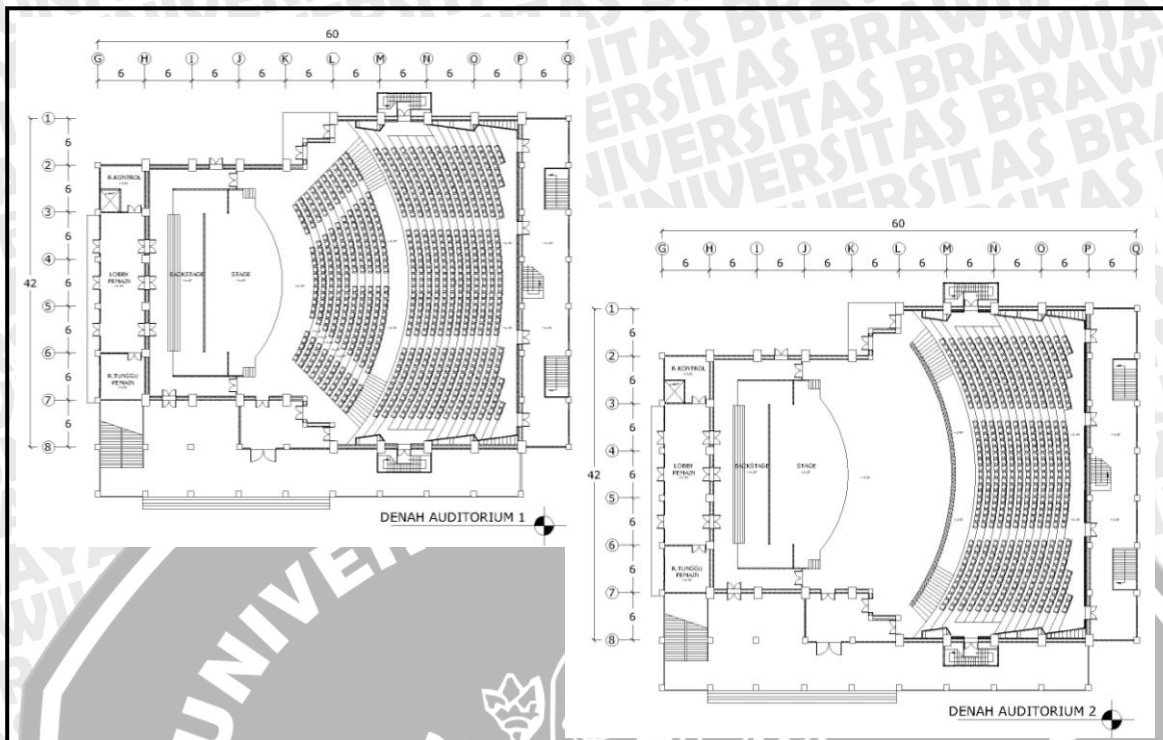 60
G H I J K L M N O P Q
6 6 6 6 6 6 6 6 6 6
1
6
2
6
3
6
4
42
6
5
6
6
6
7
6
8
R.KONTROL
LOBBY
PEMAIN
R.TUNGGU
PEMAIN
BACKSTAGE
STAGE
DENAH AUDITORIUM 1
60
G H I J K L M N O P Q
6 6 6 6 6 6 6 6 6 6
1
6
2
6
3
6
4
42
6
5
6
6
6
7
6
8
R.KONTROL
LOBBY
PEMAIN
R.TUNGGU
PEMAIN
BACKSTAGE
STAGE
DENAH AUDITORIUM 2
UNIVERSITAS BRAWIJAYA